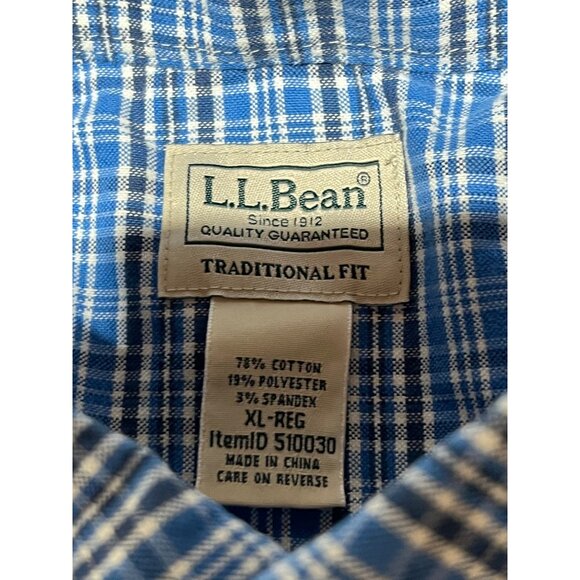 L.L.Bean®
Since 1912
QUALITY GUARANTEED
TRADITIONAL FIT
78% COTTON
19% POLYESTER
3% SPANDEX
XL-REG
ItemID 510030
MADE IN CHINA
CARE ON REVERSE